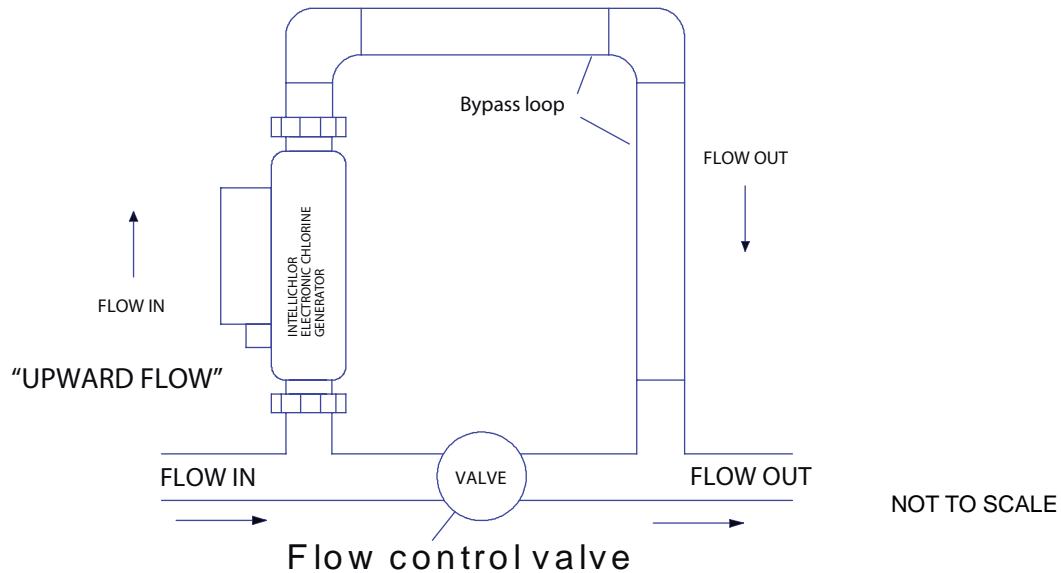 Bypass loop
FLOW OUT
INTELLICHLOR
ELECTRONIC CHLORINE
GENERATOR
FLOW IN
“UPWARD FLOW”
FLOW IN
VALVE
FLOW OUT
NOT TO SCALE
Flow control valve